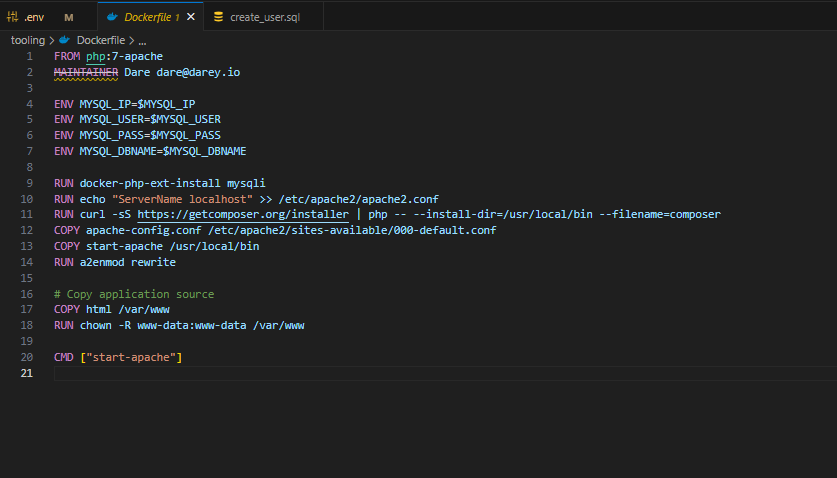 .env M Dockerfile 1 × create_user.sql
tooling > Dockerfile > ...
1 FROM php:7-apache
2 MAINTAINER Dare dare@darey.io
3
4 ENV MYSQL_IP=$MYSQL_IP
5 ENV MYSQL_USER=$MYSQL_USER
6 ENV MYSQL_PASS=$MYSQL_PASS
7 ENV MYSQL_DBNAME=$MYSQL_DBNAME
8
9 RUN docker-php-ext-install mysqli
10 RUN echo "ServerName localhost" >> /etc/apache2/apache2.conf
11 RUN curl -sS https://getcomposer.org/installer | php -- --install-dir=/usr/local/bin --filename=composer
12 COPY apache-config.conf /etc/apache2/sites-available/000-default.conf
13 COPY start-apache /usr/local/bin
14 RUN a2enmod rewrite
15
16 # Copy application source
17 COPY html /var/www
18 RUN chown -R www-data:www-data /var/www
19
20 CMD ["start-apache"]
21